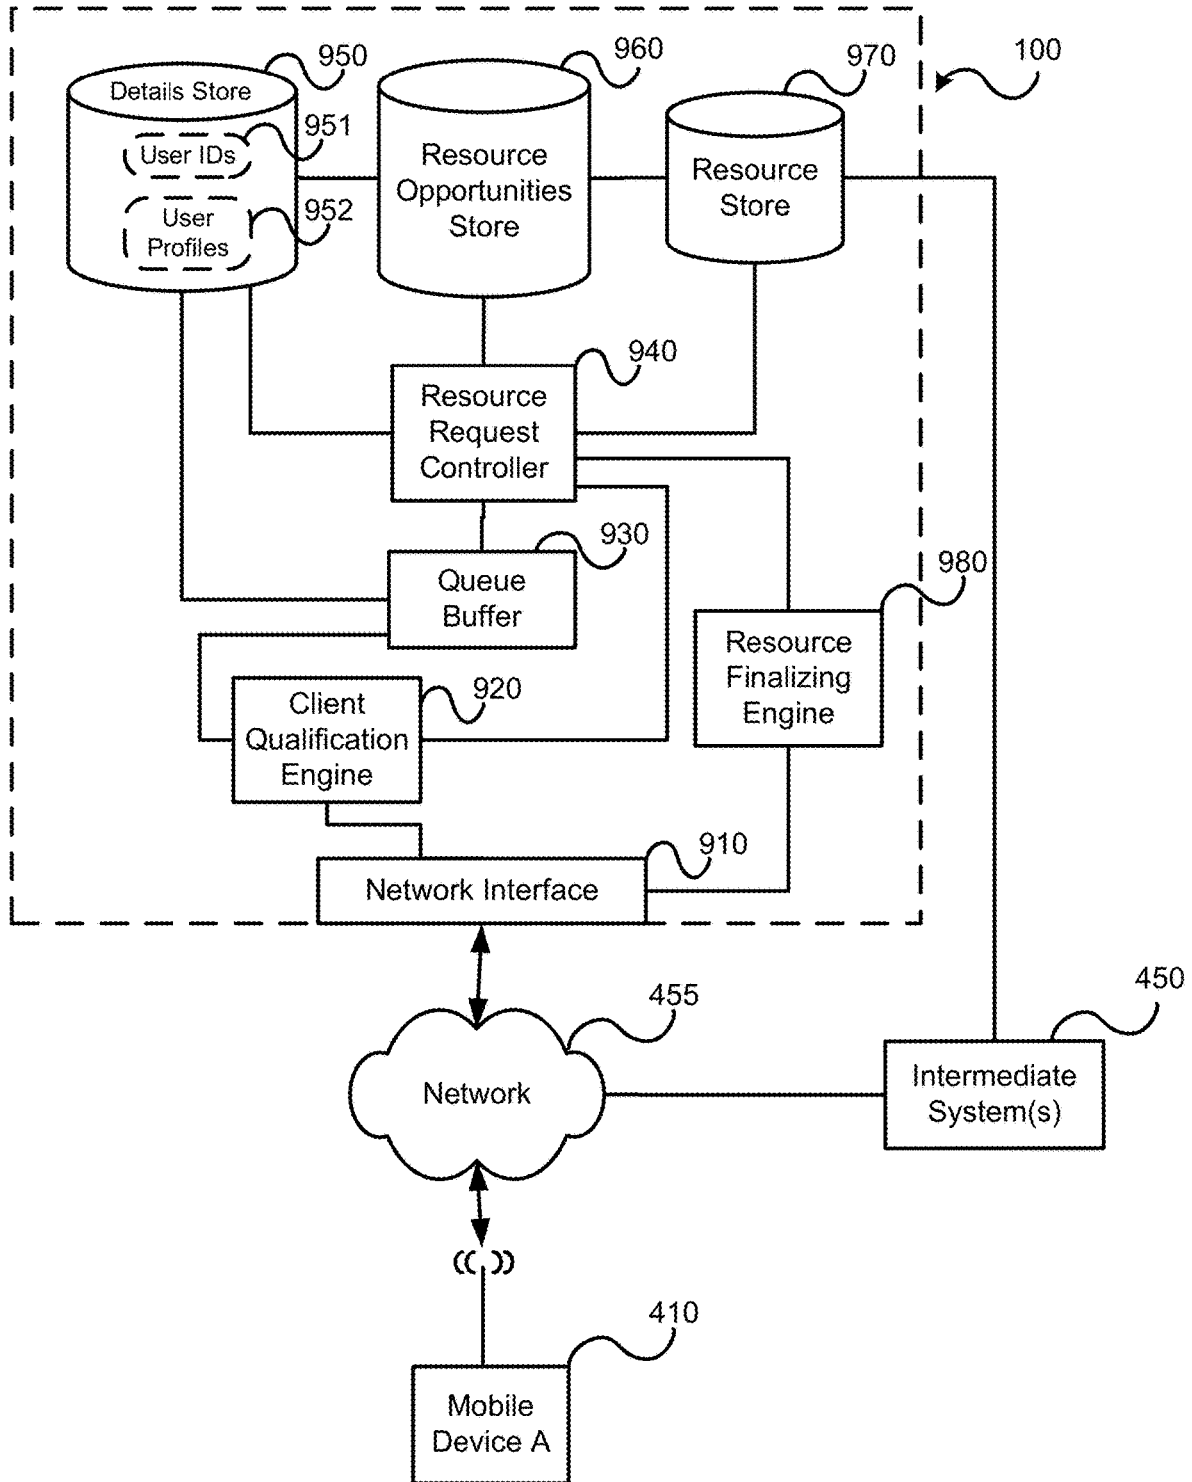 950
960
970
100
Details Store
951
User IDs
952
User
Profiles
Resource
Opportunities
Store
Resource
Store
940
Resource
Request
Controller
930
Queue
Buffer
980
Resource
Finalizing
Engine
920
Client
Qualification
Engine
910
Network Interface
455
Network
450
Intermediate
System(s)
410
Mobile
Device A